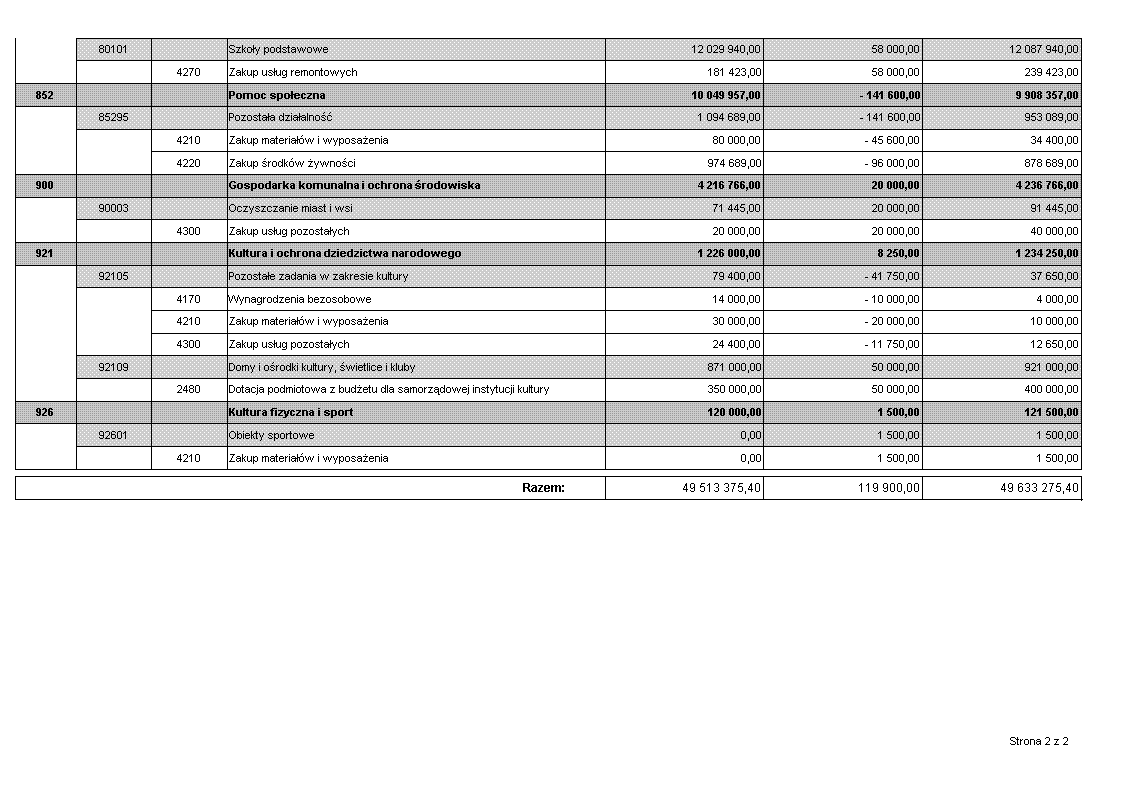 80101 Szkoły podstawowe 12 029 940,00 58 000,00 12 087 940,00
4270 Zakup usług remontowych 181 423,00 58 000,00 239 423,00
852 Pomoc społeczna 10 049 957,00 - 141 600,00 9 908 357,00
85295 Pozostała działalność 1 094 689,00 - 141 600,00 953 089,00
4210 Zakup materiałów i wyposażenia 80 000,00 - 45 600,00 34 400,00
4220 Zakup środków żywności 974 689,00 - 96 000,00 878 689,00
900 Gospodarka komunalna i ochrona środowiska 4 216 766,00 20 000,00 4 236 766,00
90003 Oczyszczanie miast i wsi 71 445,00 20 000,00 91 445,00
4300 Zakup usług pozostałych 20 000,00 20 000,00 40 000,00
921 Kultura i ochrona dziedzictwa narodowego 1 226 000,00 8 250,00 1 234 250,00
92105 Pozostałe zadania w zakresie kultury 79 400,00 - 41 750,00 37 650,00
4170 Wynagrodzenia bezosobowe 14 000,00 - 10 000,00 4 000,00
4210 Zakup materiałów i wyposażenia 30 000,00 - 20 000,00 10 000,00
4300 Zakup usług pozostałych 24 400,00 - 11 750,00 12 650,00
92109 Domy i ośrodki kultury, świetlice i kluby 871 000,00 50 000,00 921 000,00
2480 Dotacja podmiotowa z budżetu dla samorządowej instytucji kultury 350 000,00 50 000,00 400 000,00
926 Kultura fizyczna i sport 120 000,00 1 500,00 121 500,00
92601 Obiekty sportowe 0,00 1 500,00 1 500,00
4210 Zakup materiałów i wyposażenia 0,00 1 500,00 1 500,00
Razem: 49 513 375,40 119 900,00 49 633 275,40
Strona 2 z 2